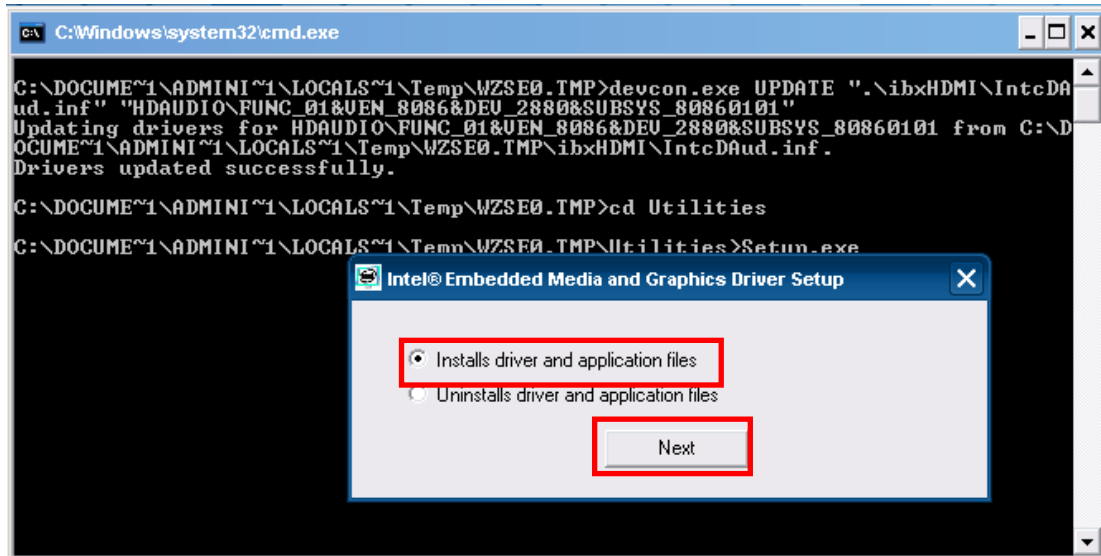 C:\Windows\system32\cmd.exe
C:\DOCUME~1\ADMINI~1\LOCALS~1\Temp\WZSE0.TMP>devcon.exe UPDATE ".\ibxHDMI\IntcDA
ud.inf" "HDAUDIO\FUNC_01&VEN_8086&DEV_2880&SUBSYS_80860101"
Updating drivers for HDAUDIO\FUNC_01&VEN_8086&DEV_2880&SUBSYS_80860101 from C:\D
OCUME~1\ADMINI~1\LOCALS~1\Temp\WZSE0.TMP\ibxHDMI\IntcDAud.inf.
Drivers updated successfully.
C:\DOCUME~1\ADMINI~1\LOCALS~1\Temp\WZSE0.TMP>cd Utilities
C:\DOCUME~1\ADMINI~1\LOCALS~1\Temp\WZSE0.TMP\Utilities>Setup.exe
Intel® Embedded Media and Graphics Driver Setup
Installs driver and application files
Uninstalls driver and application files
Next